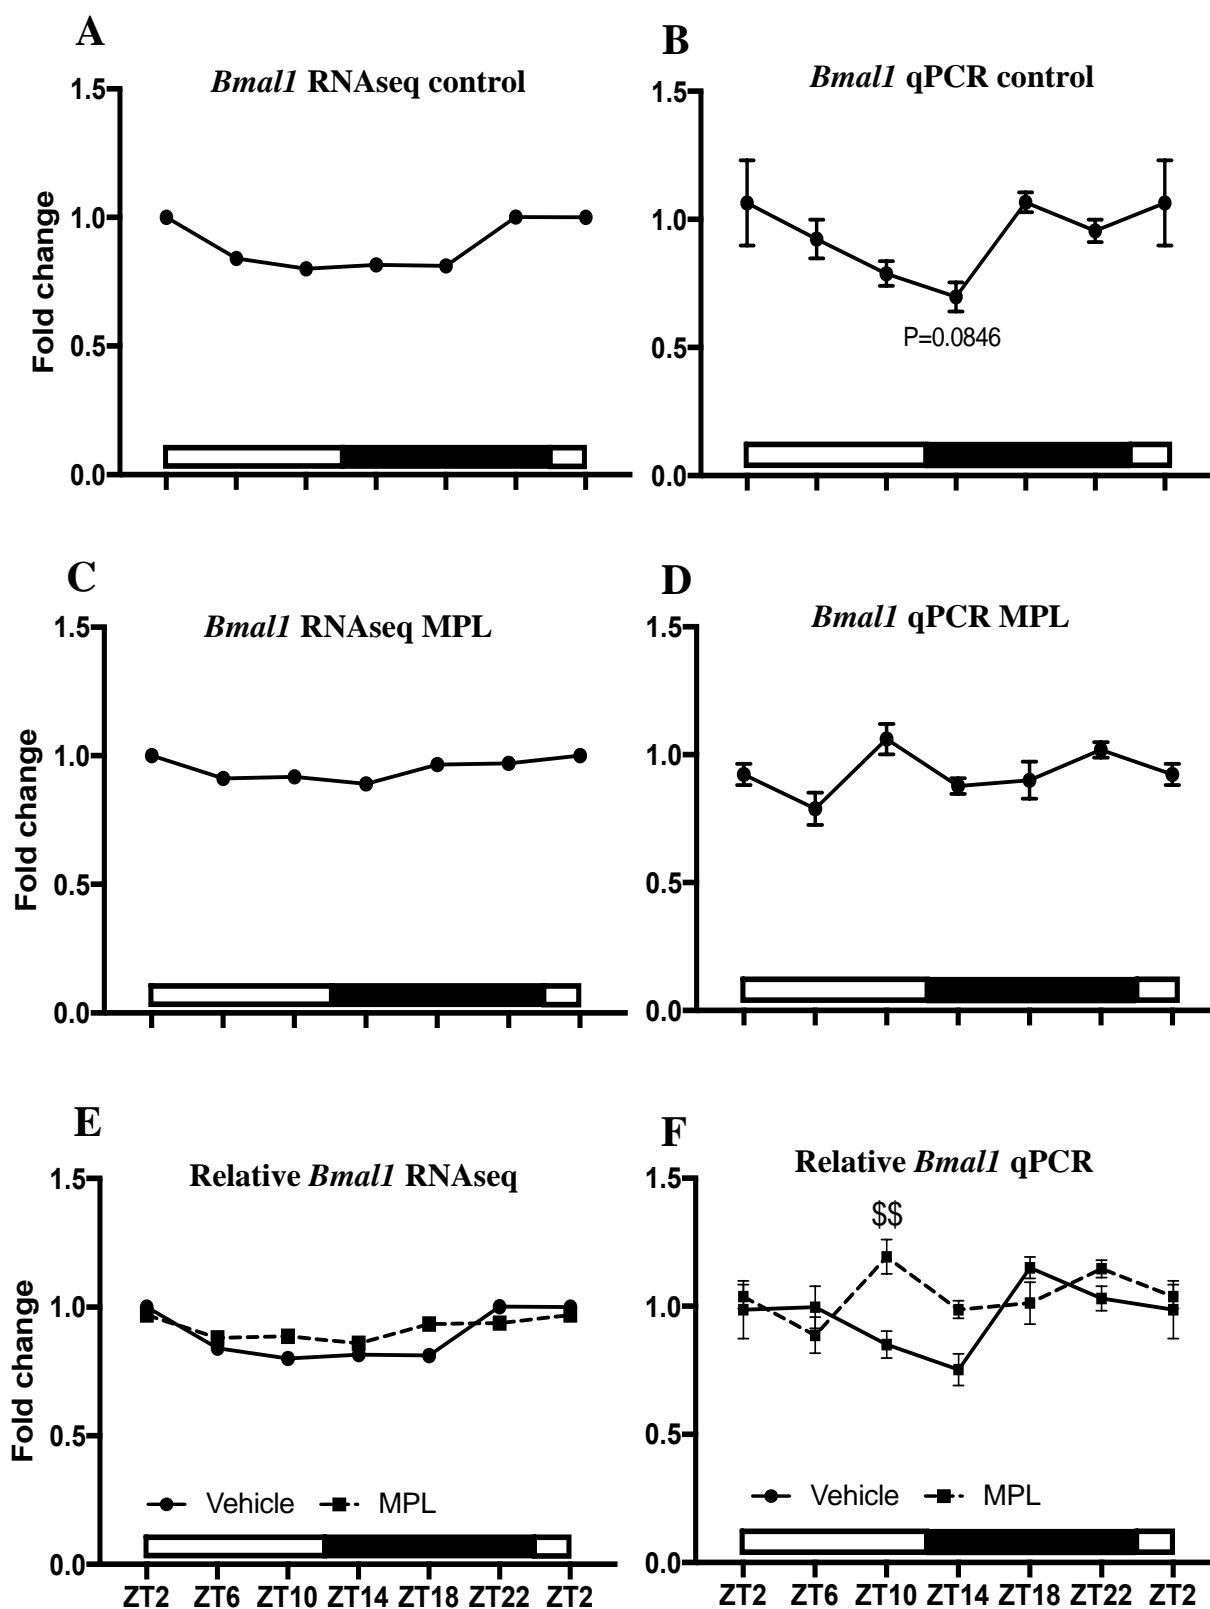 A
Bmal1 RNAseq control
1.5
1.0
0.5
0.0
Fold change
B
Bmal1 qPCR control
1.5
1.0
0.5
0.0
P=0.0846
C
Bmal1 RNAseq MPL
1.5
1.0
0.5
0.0
Fold change
D
Bmal1 qPCR MPL
1.5
1.0
0.5
0.0
E
Relative Bmal1 RNAseq
1.5
1.0
0.5
0.0
Fold change
Vehicle MPL
ZT2 ZT6 ZT10 ZT14 ZT18 ZT22 ZT2
F
Relative Bmal1 qPCR
1.5
1.0
0.5
0.0
$$
Vehicle MPL
ZT2 ZT6 ZT10 ZT14 ZT18 ZT22 ZT2